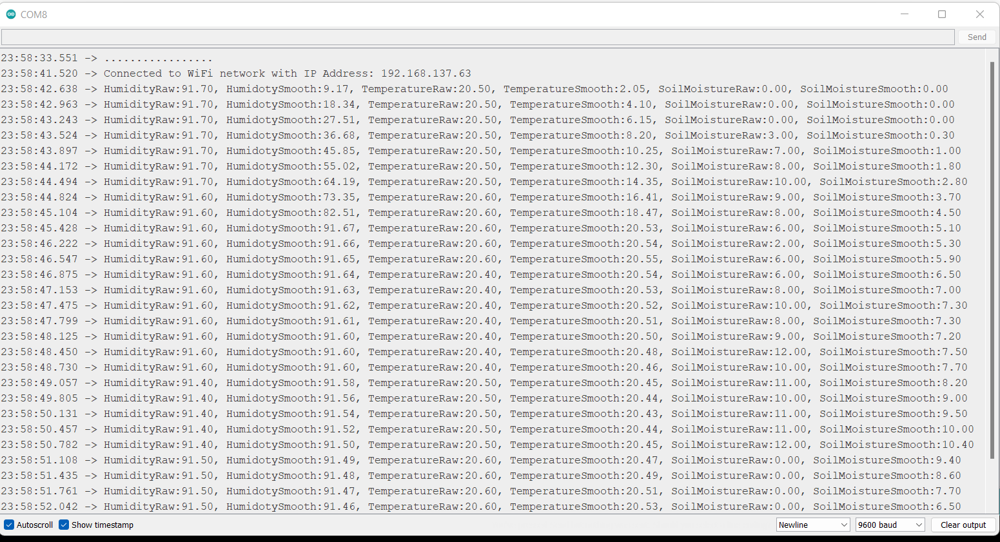 COM8
Send
23:58:33.551 -> .................
23:58:41.520 -> Connected to WiFi network with IP Address: 192.168.137.63
23:58:42.638 -> HumidityRaw:91.70, HumidotySmooth:9.17, TemperatureRaw:20.50, TemperatureSmooth:2.05, SoilMoistureRaw:0.00, SoilMoistureSmooth:0.00
23:58:42.963 -> HumidityRaw:91.70, HumidotySmooth:18.34, TemperatureRaw:20.50, TemperatureSmooth:4.10, SoilMoistureRaw:0.00, SoilMoistureSmooth:0.00
23:58:43.243 -> HumidityRaw:91.70, HumidotySmooth:27.51, TemperatureRaw:20.50, TemperatureSmooth:6.15, SoilMoistureRaw:0.00, SoilMoistureSmooth:0.00
23:58:43.524 -> HumidityRaw:91.70, HumidotySmooth:36.68, TemperatureRaw:20.50, TemperatureSmooth:8.20, SoilMoistureRaw:3.00, SoilMoistureSmooth:0.30
23:58:43.897 -> HumidityRaw:91.70, HumidotySmooth:45.85, TemperatureRaw:20.50, TemperatureSmooth:10.25, SoilMoistureRaw:7.00, SoilMoistureSmooth:1.00
23:58:44.172 -> HumidityRaw:91.70, HumidotySmooth:55.02, TemperatureRaw:20.50, TemperatureSmooth:12.30, SoilMoistureRaw:8.00, SoilMoistureSmooth:1.80
23:58:44.494 -> HumidityRaw:91.70, HumidotySmooth:64.19, TemperatureRaw:20.50, TemperatureSmooth:14.35, SoilMoistureRaw:10.00, SoilMoistureSmooth:2.80
23:58:44.824 -> HumidityRaw:91.60, HumidotySmooth:73.35, TemperatureRaw:20.60, TemperatureSmooth:16.41, SoilMoistureRaw:9.00, SoilMoistureSmooth:3.70
23:58:45.104 -> HumidityRaw:91.60, HumidotySmooth:82.51, TemperatureRaw:20.60, TemperatureSmooth:18.47, SoilMoistureRaw:8.00, SoilMoistureSmooth:4.50
23:58:45.428 -> HumidityRaw:91.60, HumidotySmooth:91.67, TemperatureRaw:20.60, TemperatureSmooth:20.53, SoilMoistureRaw:6.00, SoilMoistureSmooth:5.10
23:58:46.222 -> HumidityRaw:91.60, HumidotySmooth:91.66, TemperatureRaw:20.60, TemperatureSmooth:20.54, SoilMoistureRaw:2.00, SoilMoistureSmooth:5.30
23:58:46.547 -> HumidityRaw:91.60, HumidotySmooth:91.65, TemperatureRaw:20.60, TemperatureSmooth:20.55, SoilMoistureRaw:6.00, SoilMoistureSmooth:5.90
23:58:46.875 -> HumidityRaw:91.60, HumidotySmooth:91.64, TemperatureRaw:20.40, TemperatureSmooth:20.54, SoilMoistureRaw:6.00, SoilMoistureSmooth:6.50
23:58:47.153 -> HumidityRaw:91.60, HumidotySmooth:91.63, TemperatureRaw:20.40, TemperatureSmooth:20.53, SoilMoistureRaw:8.00, SoilMoistureSmooth:7.00
23:58:47.475 -> HumidityRaw:91.60, HumidotySmooth:91.62, TemperatureRaw:20.40, TemperatureSmooth:20.52, SoilMoistureRaw:10.00, SoilMoistureSmooth:7.30
23:58:47.799 -> HumidityRaw:91.60, HumidotySmooth:91.61, TemperatureRaw:20.40, TemperatureSmooth:20.51, SoilMoistureRaw:8.00, SoilMoistureSmooth:7.30
23:58:48.125 -> HumidityRaw:91.60, HumidotySmooth:91.60, TemperatureRaw:20.40, TemperatureSmooth:20.50, SoilMoistureRaw:9.00, SoilMoistureSmooth:7.20
23:58:48.450 -> HumidityRaw:91.60, HumidotySmooth:91.60, TemperatureRaw:20.40, TemperatureSmooth:20.48, SoilMoistureRaw:12.00, SoilMoistureSmooth:7.50
23:58:48.730 -> HumidityRaw:91.60, HumidotySmooth:91.60, TemperatureRaw:20.40, TemperatureSmooth:20.46, SoilMoistureRaw:10.00, SoilMoistureSmooth:7.70
23:58:49.057 -> HumidityRaw:91.40, HumidotySmooth:91.58, TemperatureRaw:20.50, TemperatureSmooth:20.45, SoilMoistureRaw:11.00, SoilMoistureSmooth:8.20
23:58:49.805 -> HumidityRaw:91.40, HumidotySmooth:91.56, TemperatureRaw:20.50, TemperatureSmooth:20.44, SoilMoistureRaw:10.00, SoilMoistureSmooth:9.00
23:58:50.131 -> HumidityRaw:91.40, HumidotySmooth:91.54, TemperatureRaw:20.50, TemperatureSmooth:20.43, SoilMoistureRaw:11.00, SoilMoistureSmooth:9.50
23:58:50.457 -> HumidityRaw:91.40, HumidotySmooth:91.52, TemperatureRaw:20.50, TemperatureSmooth:20.44, SoilMoistureRaw:11.00, SoilMoistureSmooth:10.00
23:58:50.782 -> HumidityRaw:91.40, HumidotySmooth:91.50, TemperatureRaw:20.50, TemperatureSmooth:20.45, SoilMoistureRaw:12.00, SoilMoistureSmooth:10.40
23:58:51.108 -> HumidityRaw:91.50, HumidotySmooth:91.49, TemperatureRaw:20.60, TemperatureSmooth:20.47, SoilMoistureRaw:0.00, SoilMoistureSmooth:9.40
23:58:51.435 -> HumidityRaw:91.50, HumidotySmooth:91.48, TemperatureRaw:20.60, TemperatureSmooth:20.49, SoilMoistureRaw:0.00, SoilMoistureSmooth:8.60
23:58:51.761 -> HumidityRaw:91.50, HumidotySmooth:91.47, TemperatureRaw:20.60, TemperatureSmooth:20.51, SoilMoistureRaw:0.00, SoilMoistureSmooth:7.70
23:58:52.042 -> HumidityRaw:91.50, HumidotySmooth:91.46, TemperatureRaw:20.60, TemperatureSmooth:20.53, SoilMoistureRaw:0.00, SoilMoistureSmooth:6.50
Autoscroll Show timestamp Newline 9600 baud Clear output